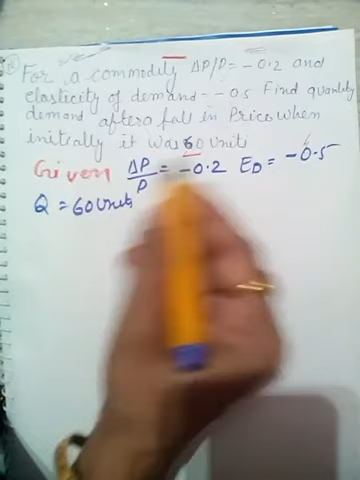 For a commodity ΔP/P = -0.2 and
elasticity of demand -- 0.5 Find quantity
demand after a fall in Price when
initially it was 60 Unit
Given ΔP/P = -0.2 ED = -0.5
Q = 60 Units